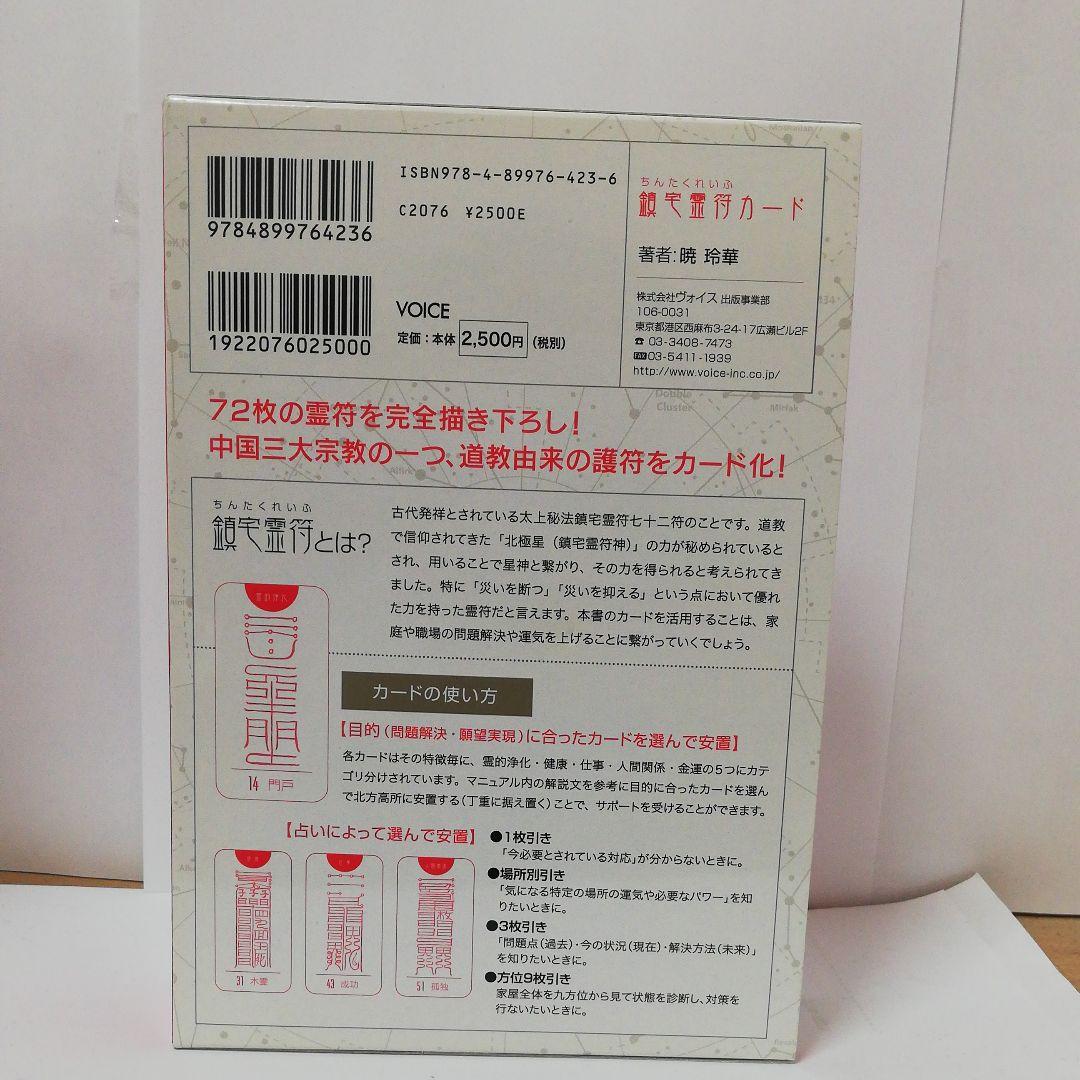 ISBN978-4-89976-423-6
9784899764236
C2076 ¥2500E
1922076025000
VOICE
定価：本体 2,500円 (税別)
ちんたくれいふ
鎮宅霊符カード
著者：暁 玲華
株式会社ヴォイス 出版事業部
106-0031
東京都港区西麻布3-24-17広瀬ビル2F
☎ 03-3408-7473
FAX 03-5411-1939
http://www.voice-inc.co.jp/
Double
Cluster
Mirfak
72枚の霊符を完全描き下ろし！
中国三大宗教の一つ、道教由来の護符をカード化！
ちんたくれいふ
鎮宅霊符とは？
古代発祥とされている太上秘法鎮宅霊符七十二符のことです。道教
で信仰されてきた「北極星（鎮宅霊符神）」の力が秘められていると
され、用いることで星神と繋がり、その力を得られると考えられてき
ました。特に「災いを断つ」「災いを抑える」という点において優れ
た力を持った霊符だと言えます。本書のカードを活用することは、家
庭や職場の問題解決や運気を上げることに繋がっていくでしょう。
霊的浄化
14 門戸
カードの使い方
【目的（問題解決・願望実現）に合ったカードを選んで安置】
各カードはその特徴毎に、霊的浄化・健康・仕事・人間関係・金運の5つにカテ
ゴリ分けされています。マニュアル内の解説文を参考に目的に合ったカードを選ん
で北方高所に安置する（丁重に据え置く）ことで、サポートを受けることができます。
【占いによって選んで安置】
31 木霊
43 成功
51 孤独
●1枚引き
「今必要とされている対応」が分からないときに。
●場所別引き
「気になる特定の場所の運気や必要なパワー」を知
りたいときに。
●3枚引き
「問題点（過去）・今の状況（現在）・解決方法（未来）」
を知りたいときに。
●方位9枚引き
家屋全体を九方位から見て状態を診断し、対策を
行ないたいときに。